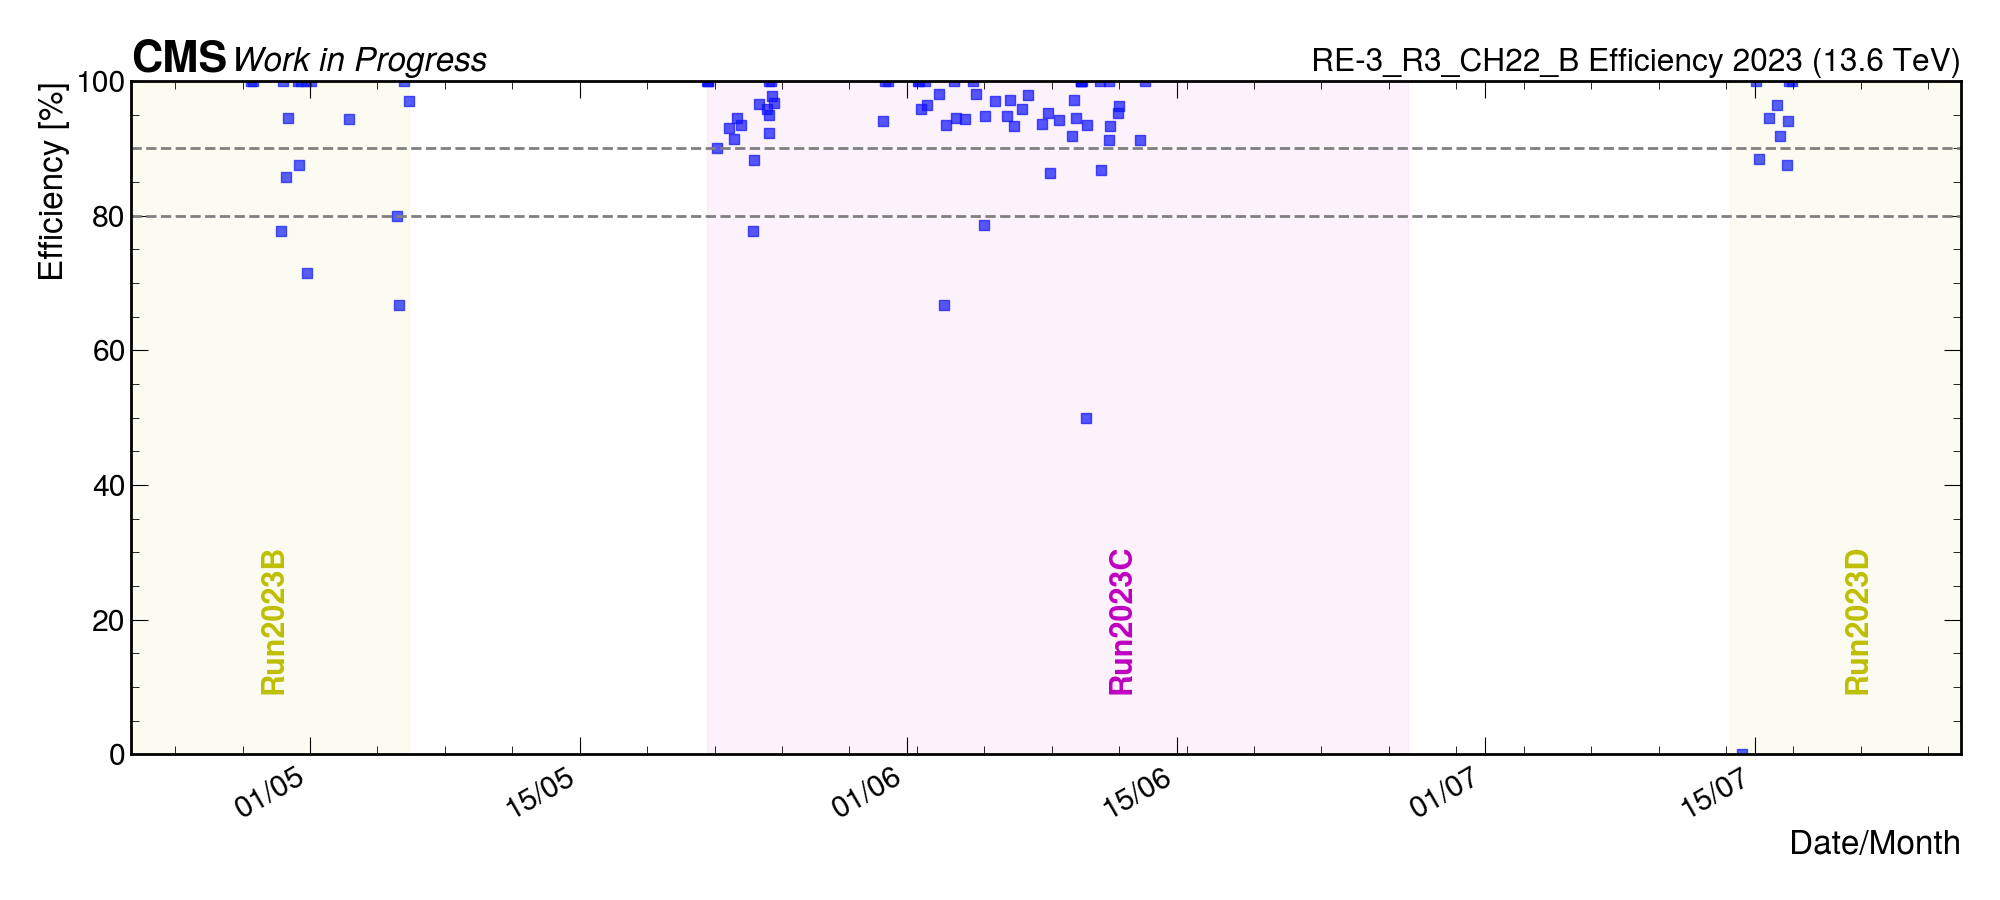 CMS Work in Progress
RE-3_R3_CH22_B Efficiency 2023 (13.6 TeV)
Efficiency [%]
100
80
60
40
20
0
Run2023B
Run2023C
Run2023D
01/05
15/05
01/06
15/06
01/07
15/07
Date/Month